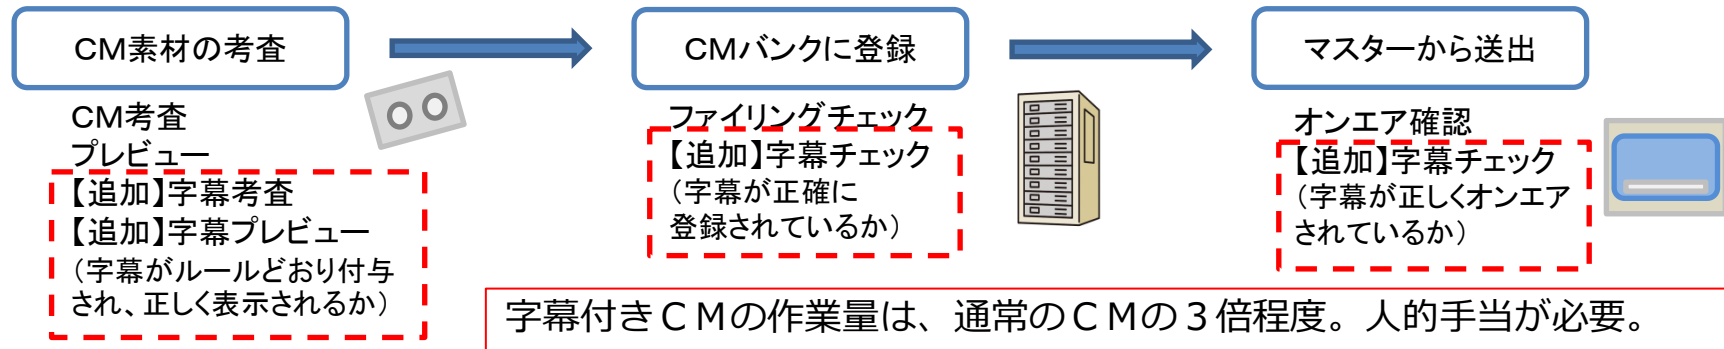 CM素材の考査
CM考査
プレビュー
【追加】字幕考査
【追加】字幕プレビュー
（字幕がルールどおり付与
され、正しく表示されるか）
CMバンクに登録
ファイリングチェック
【追加】字幕チェック
（字幕が正確に
登録されているか）
マスターから送出
オンエア確認
【追加】字幕チェック
（字幕が正しくオンエア
されているか）
字幕付きＣＭの作業量は、通常のＣＭの３倍程度。人的手当が必要。